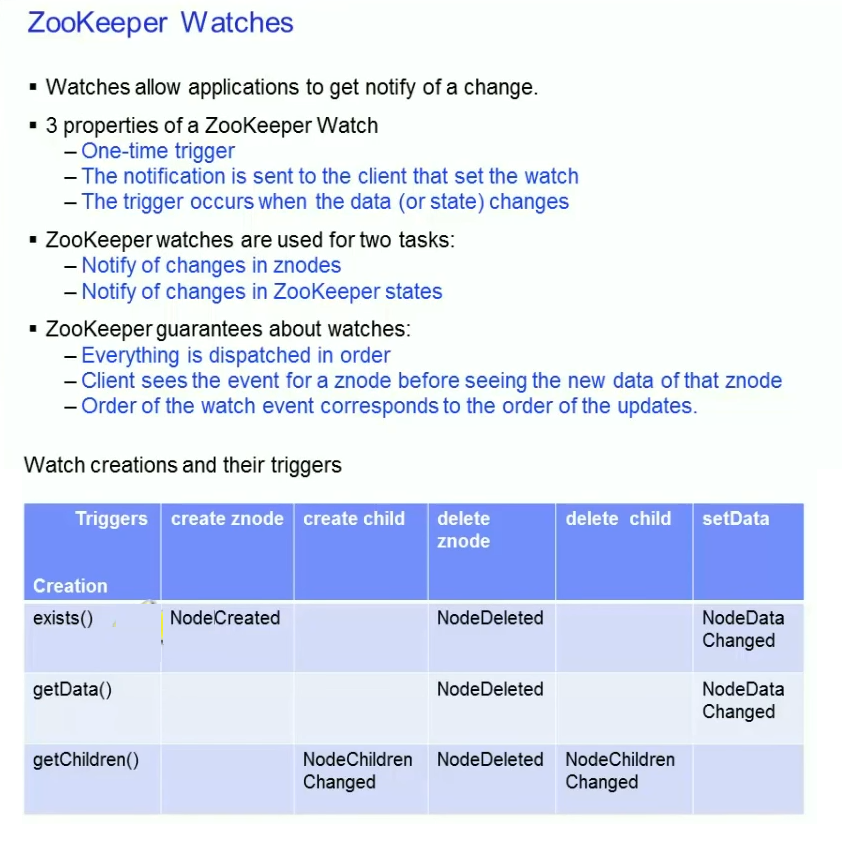 ZooKeeper Watches
▪ Watches allow applications to get notify of a change.
▪ 3 properties of a ZooKeeper Watch
– One-time trigger
– The notification is sent to the client that set the watch
– The trigger occurs when the data (or state) changes
▪ ZooKeeper watches are used for two tasks:
– Notify of changes in znodes
– Notify of changes in ZooKeeper states
▪ ZooKeeper guarantees about watches:
– Everything is dispatched in order
– Client sees the event for a znode before seeing the new data of that znode
– Order of the watch event corresponds to the order of the updates.
Watch creations and their triggers
Triggers create znode create child delete delete child setData
znode
Creation
exists() NodeCreated NodeDeleted NodeData
Changed
getData() NodeDeleted NodeData
Changed
getChildren() NodeChildren NodeDeleted NodeChildren
Changed Changed